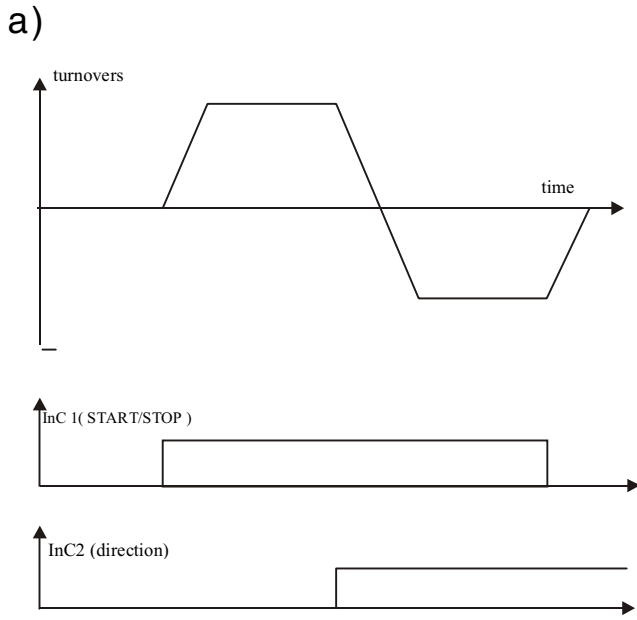 a)
turnovers
time
InC 1( START/STOP )
InC2 (direction)